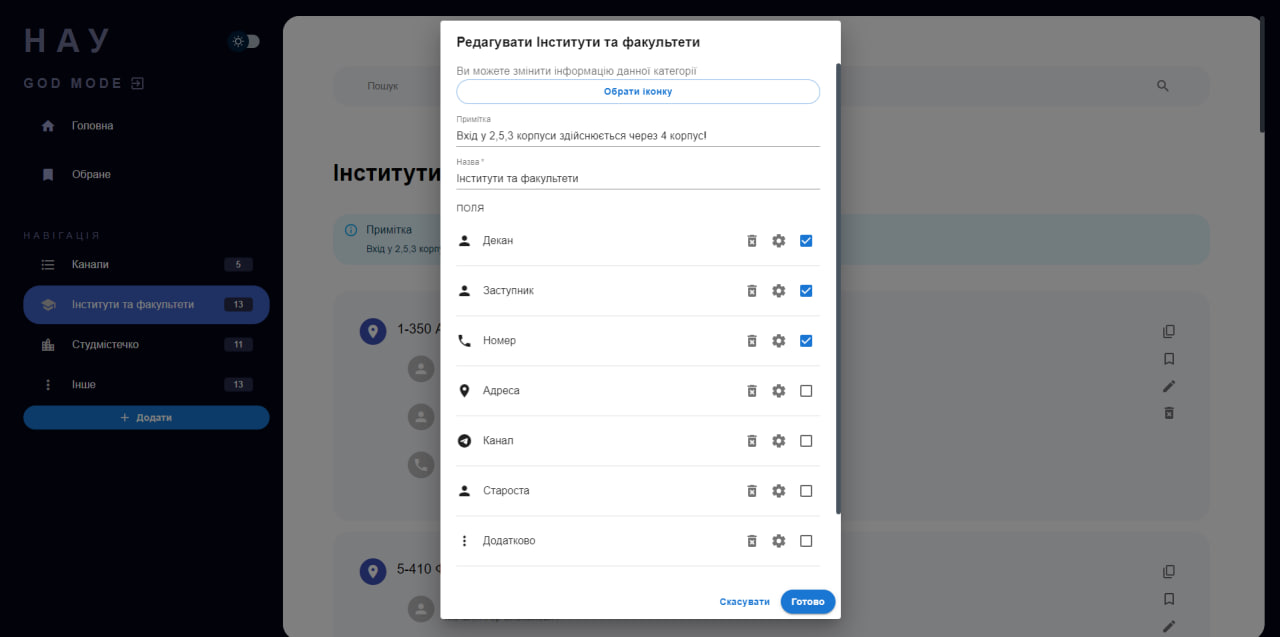 НАУ
GOD MODE
Головна
Обране
НАВІГАЦІЯ
Канали 5
Інститути та факультети 13
Студмістечко 11
Інше 13
+ Додати
Пошук
Інститути
Примітка
Вхід у 2,5,3
1-350
5-410
Редагувати Інститути та факультети
Ви можете змінити інформацію данної категорії
Обрати іконку
Примітка
Вхід у 2,5,3 корпуси здійснюється через 4 корпус!
Назва *
Інститути та факультети
ПОЛЯ
Декан
Заступник
Номер
Адреса
Канал
Староста
Додатково
Скасувати
Готово